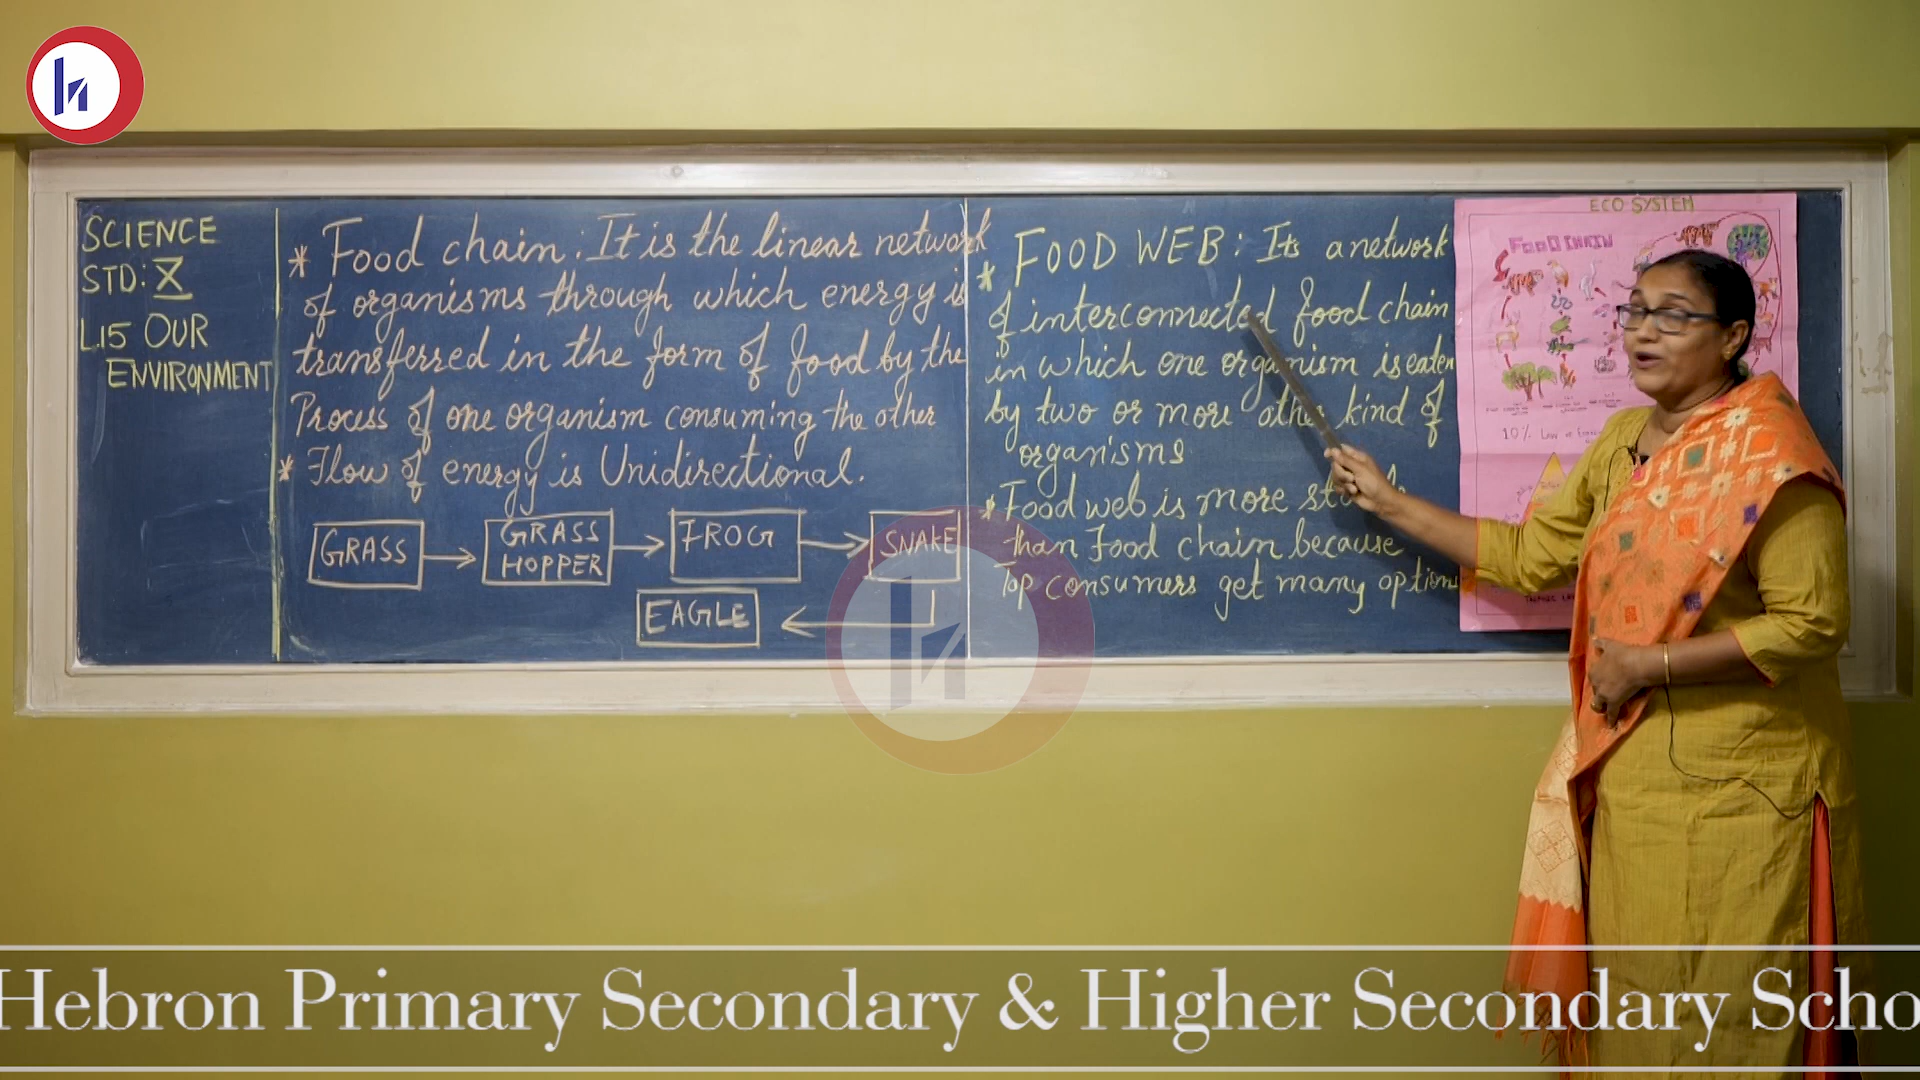 SCIENCE
STD: X
L.15 OUR
ENVIRONMENT
* Food chain: It is the linear network
of organisms through which energy is
transferred in the form of food by the
Process of one organism consuming the other
* Flow of energy is Unidirectional.
GRASS
GRASS
HOPPER
FROG
SNAKE
EAGLE
* FOOD WEB: Its a network
of interconnected food chain
in which one organism is eaten
by two or more other kind of
organisms
* Food web is more
than Food chain because
Top consumers get many options
ECO SYSTEM
FOOD CHAIN
10% Law of
Hebron Primary Secondary & Higher Secondary Scho